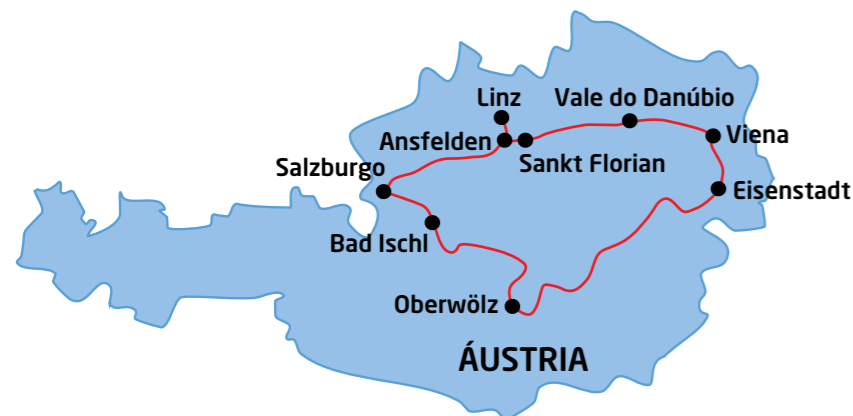 Linz
Vale do Danúbio
Ansfelden
Viena
Sankt Florian
Salzburgo
Eisenstadt
Bad Ischl
Oberwölz
ÁUSTRIA